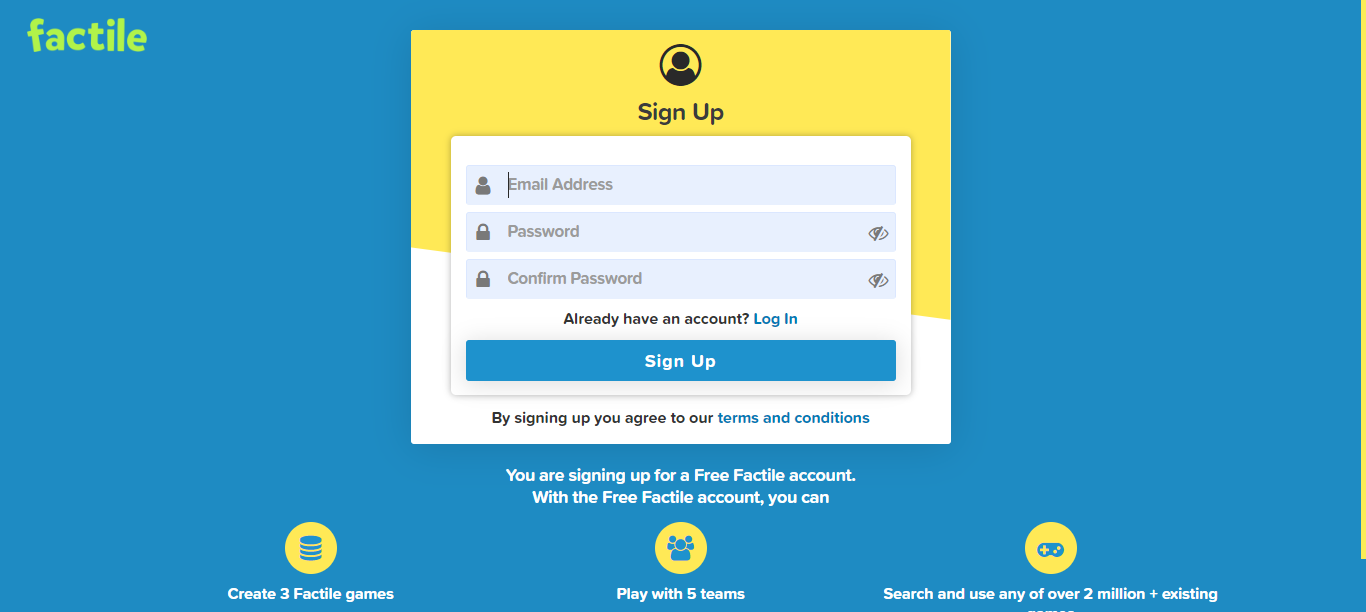 factile
Sign Up
Email Address
Password
Confirm Password
Already have an account? Log In
Sign Up
By signing up you agree to our terms and conditions
You are signing up for a Free Factile account.
With the Free Factile account, you can
Create 3 Factile games
Play with 5 teams
Search and use any of over 2 million + existing